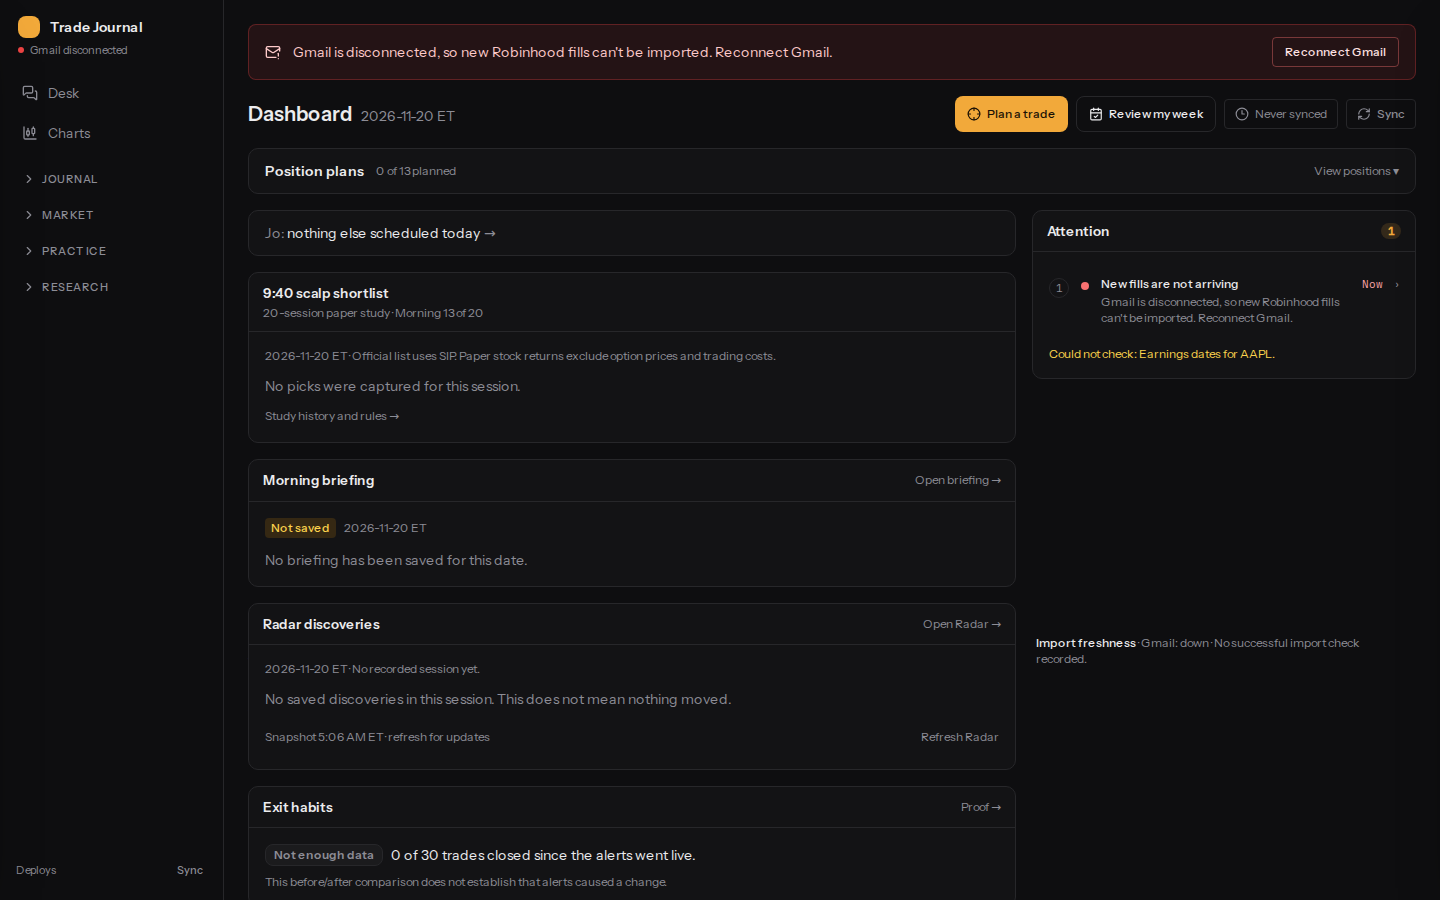 Trade Journal
Gmail disconnected
Desk
Charts
JOURNAL
MARKET
PRACTICE
RESEARCH
Deploys
Sync
Gmail is disconnected, so new Robinhood fills can't be imported. Reconnect Gmail.
Reconnect Gmail
Dashboard 2026-11-20 ET
Plan a trade
Review my week
Never synced
Sync
Position plans 0 of 13 planned
View positions ▾
Jo: nothing else scheduled today →
9:40 scalp shortlist
20-session paper study · Morning 13 of 20
2026-11-20 ET · Official list uses SIP. Paper stock returns exclude option prices and trading costs.
No picks were captured for this session.
Study history and rules →
Morning briefing
Open briefing →
Not saved 2026-11-20 ET
No briefing has been saved for this date.
Radar discoveries
Open Radar →
2026-11-20 ET · No recorded session yet.
No saved discoveries in this session. This does not mean nothing moved.
Snapshot 5:06 AM ET · refresh for updates
Refresh Radar
Exit habits
Proof →
Not enough data 0 of 30 trades closed since the alerts went live.
This before/after comparison does not establish that alerts caused a change.
Attention
1
1
New fills are not arriving
Now ›
Gmail is disconnected, so new Robinhood fills
can't be imported. Reconnect Gmail.
Could not check: Earnings dates for AAPL.
Import freshness · Gmail: down · No successful import check
recorded.